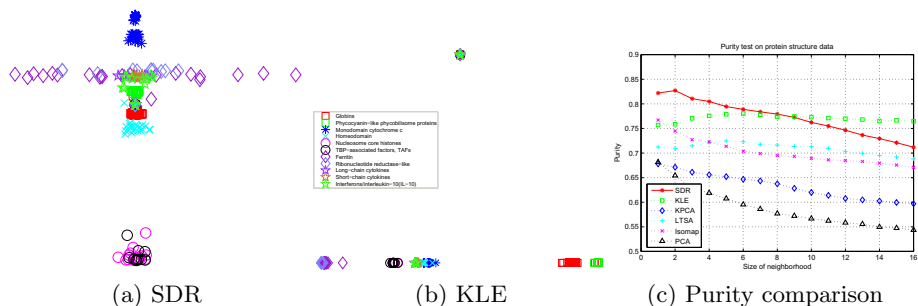 Globins
Phycocyanin-like phycobilisome proteins
Monodomain cytochrome c
Homeodomain
Nucleosome core histones
TBP-associated factors, TAFs
Ferritin
Ribonucleotide reductase-like
Long-chain cytokines
Short-chain cytokines
Interferons/interleukin-10(IL-10)
Purity test on protein structure data
0.9
0.85
0.8
0.75
0.7
0.65
0.6
0.55
0.5
Purity
SDR
KLE
KPCA
LTSA
Isomap
PCA
0 2 4 6 8 10 12 14 16
Size of neighborhood
(a) SDR
(b) KLE
(c) Purity comparison